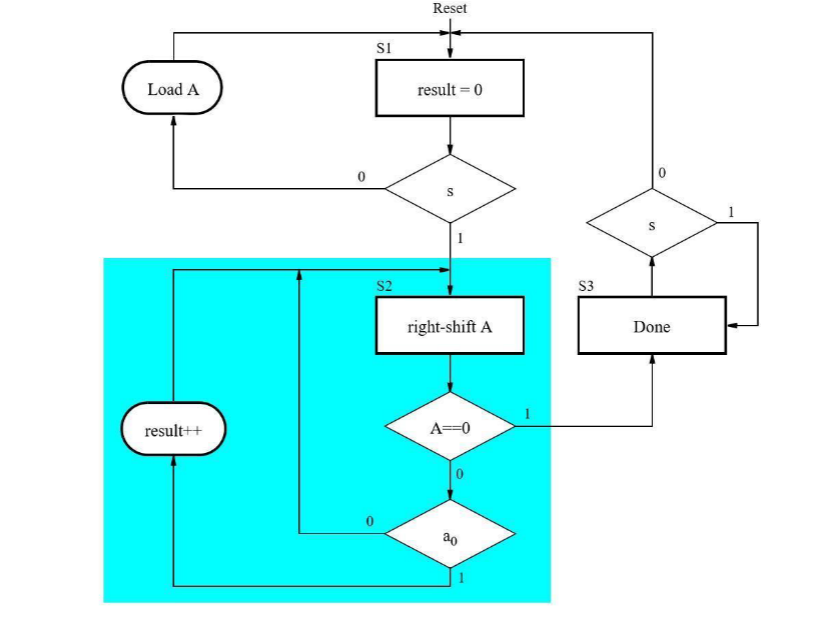 Reset
S1
Load A
result = 0
0
s
1
0
1
s
S2
S3
right-shift A
Done
result++
A==0
1
0
0
a₀
1